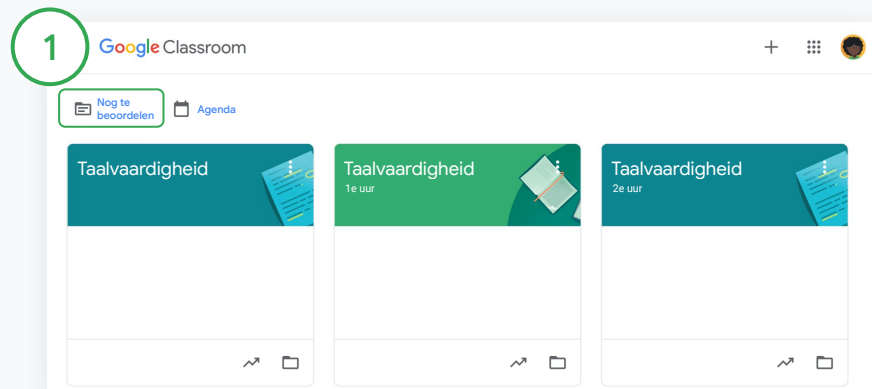 1
Google Classroom
Nog te
beoordelen
Agenda
Taalvaardigheid
Taalvaardigheid
1e uur
Taalvaardigheid
2e uur